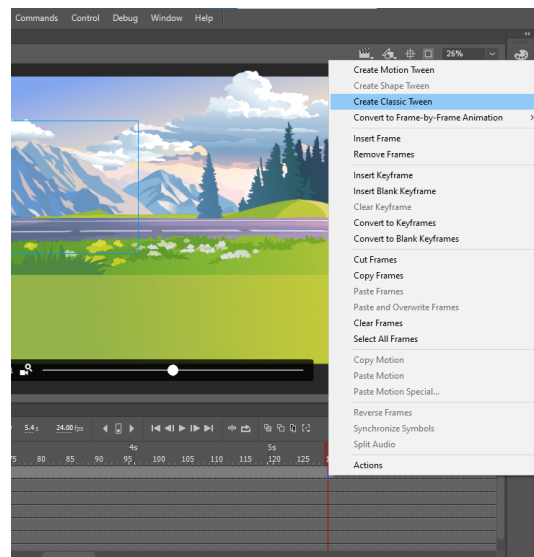 Commands Control Debug Window Help
26%
Create Motion Tween
Create Shape Tween
Create Classic Tween
Convert to Frame-by-Frame Animation
Insert Frame
Remove Frames
Insert Keyframe
Insert Blank Keyframe
Clear Keyframe
Convert to Keyframes
Convert to Blank Keyframes
Cut Frames
Copy Frames
Paste Frames
Paste and Overwrite Frames
Clear Frames
Select All Frames
Copy Motion
Paste Motion
Paste Motion Special...
Reverse Frames
Synchronize Symbols
Split Audio
Actions
5.4 s 24.00 fps
4s 5s
80 85 90 95 100 105 110 115 120 125